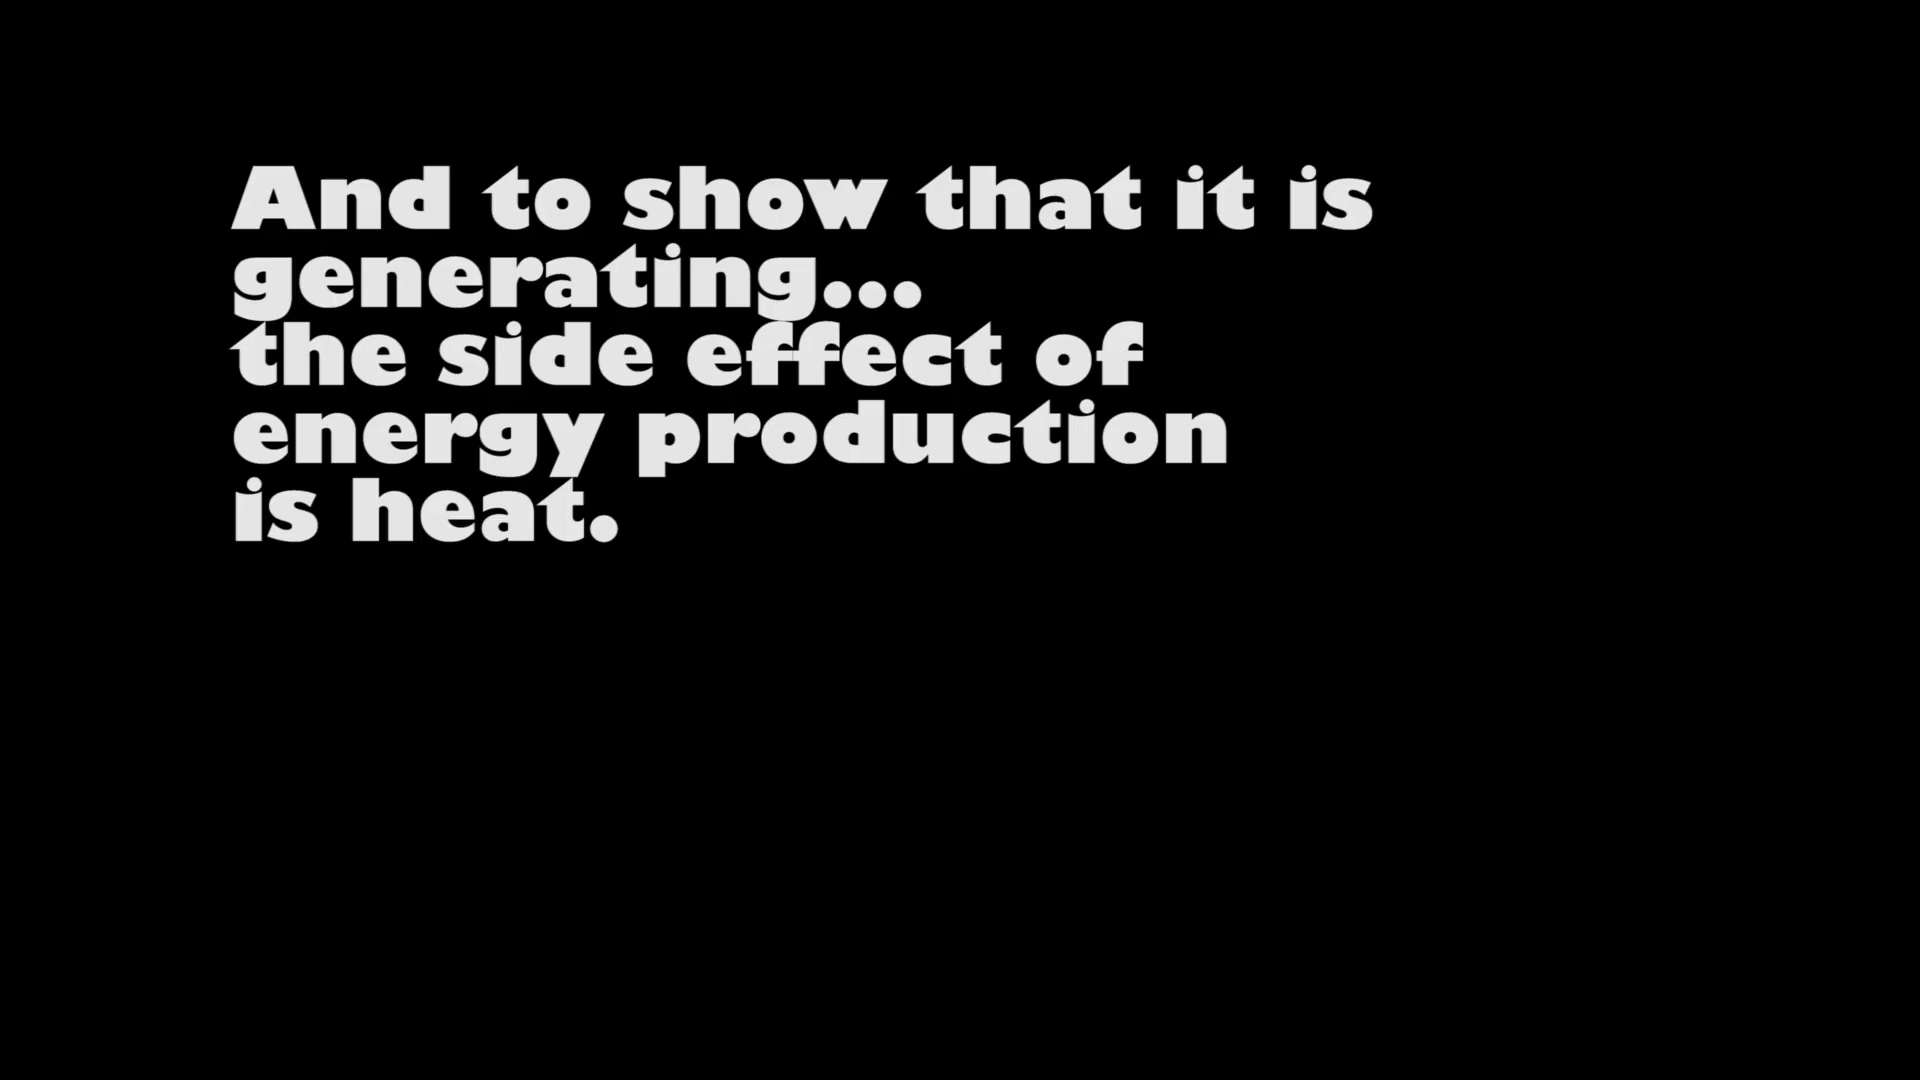 And to show that it is
generating...
the side effect of
energy production
is heat.